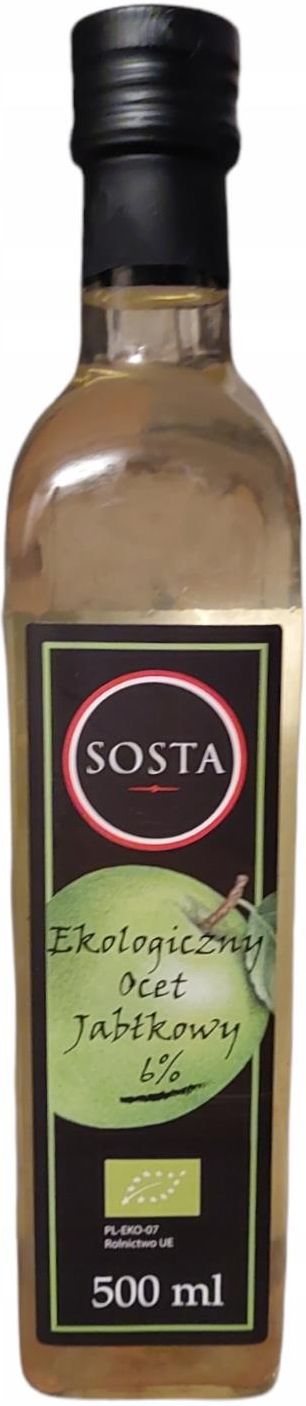 SOSTA
Ekologiczny
Ocet
Jabłkowy
6%
PL-EKO-07
Rolnictwo UE
500 ml